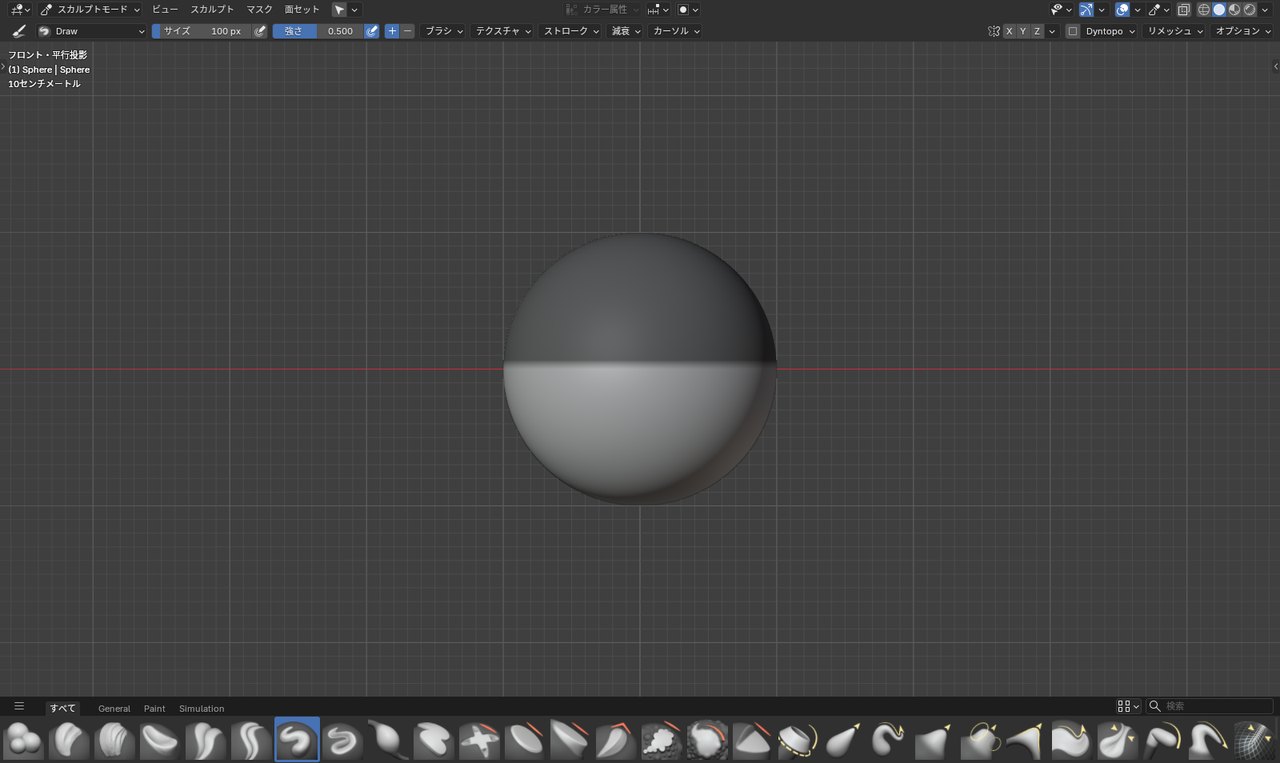 スカルプトモード ビュー スカルプト マスク 面セット カラー属性
Draw サイズ 100 px 強さ 0.500 ブラシ テクスチャ ストローク 減衰 カーソル X Y Z Dyntopo リメッシュ オプション
フロント・平行投影
(1) Sphere | Sphere
10センチメートル
すべて General Paint Simulation 検索